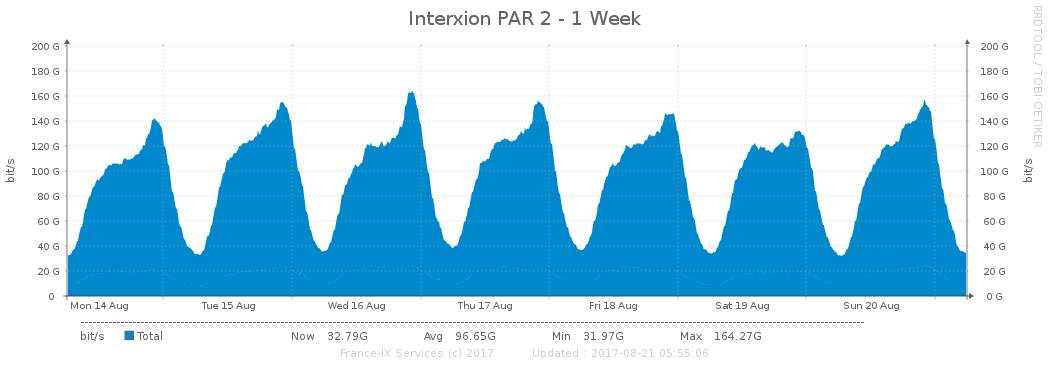 Interxion PAR 2 - 1 Week
RRDTOOL / TOBI OETIKER
200 G 200 G
180 G 180 G
160 G 160 G
140 G 140 G
120 G 120 G
100 G 100 G
80 G 80 G
60 G 60 G
40 G 40 G
20 G 20 G
0 0 G
bit/s bit/s
Mon 14 Aug Tue 15 Aug Wed 16 Aug Thu 17 Aug Fri 18 Aug Sat 19 Aug Sun 20 Aug
bit/s Total Now 32.79G Avg 96.65G Min 31.97G Max 164.27G
France-IX Services (c) 2017 Updated : 2017-08-21 05:55:06